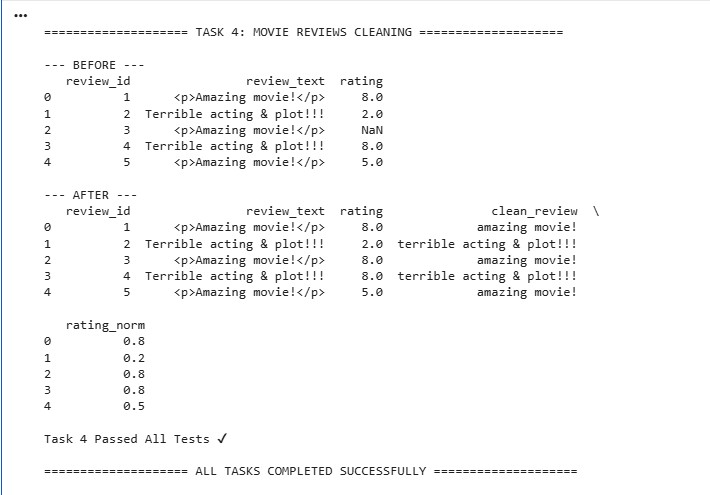 •••
==================== TASK 4: MOVIE REVIEWS CLEANING ====================
--- BEFORE ---
   review_id               review_text  rating
0          1     <p>Amazing movie!</p>     8.0
1          2  Terrible acting & plot!!!     2.0
2          3     <p>Amazing movie!</p>     NaN
3          4  Terrible acting & plot!!!     8.0
4          5     <p>Amazing movie!</p>     5.0
--- AFTER ---
   review_id               review_text  rating               clean_review  \
0          1     <p>Amazing movie!</p>     8.0             amazing movie!
1          2  Terrible acting & plot!!!     2.0  terrible acting & plot!!!
2          3     <p>Amazing movie!</p>     8.0             amazing movie!
3          4  Terrible acting & plot!!!     8.0  terrible acting & plot!!!
4          5     <p>Amazing movie!</p>     5.0             amazing movie!
   rating_norm
0          0.8
1          0.2
2          0.8
3          0.8
4          0.5
Task 4 Passed All Tests ✓
==================== ALL TASKS COMPLETED SUCCESSFULLY ====================